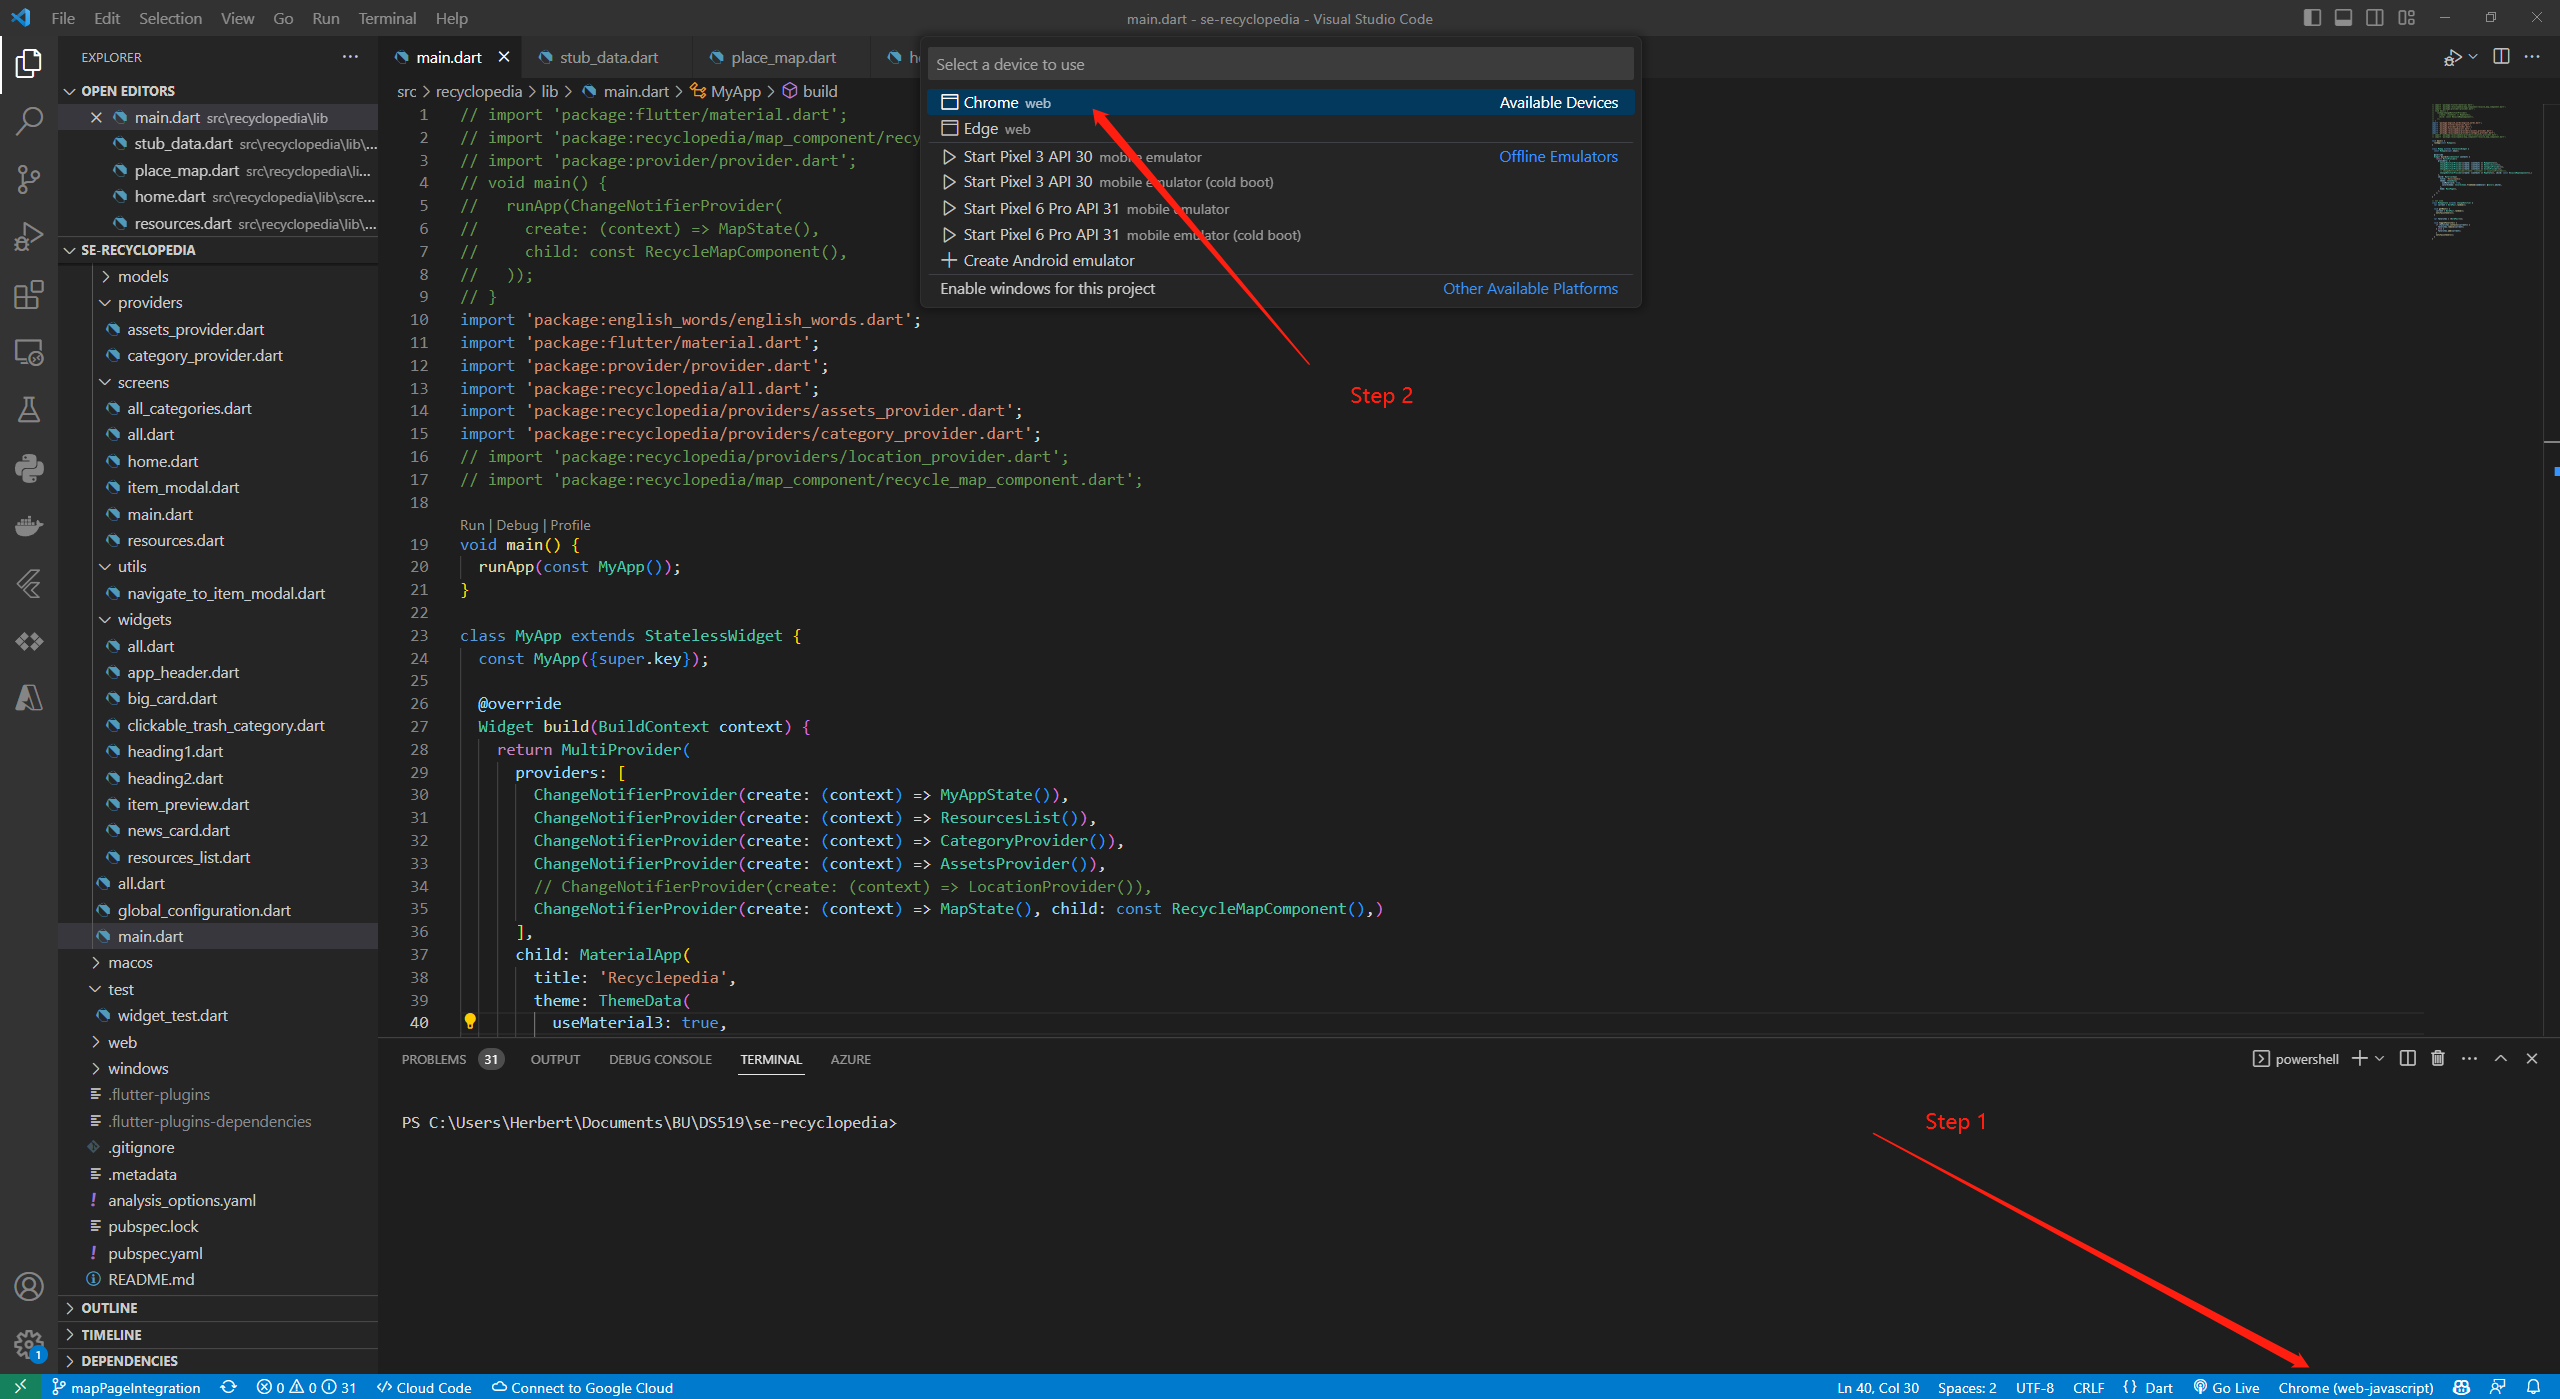 File Edit Selection View Go Run Terminal Help
main.dart - se-recyclopedia - Visual Studio Code
EXPLORER
OPEN EDITORS
main.dart src\recyclopedia\lib
stub_data.dart src\recyclopedia\lib\...
place_map.dart src\recyclopedia\li...
home.dart src\recyclopedia\lib\scre...
resources.dart src\recyclopedia\lib\...
SE-RECYCLOPEDIA
models
providers
assets_provider.dart
category_provider.dart
screens
all_categories.dart
all.dart
home.dart
item_modal.dart
main.dart
resources.dart
utils
navigate_to_item_modal.dart
widgets
all.dart
app_header.dart
big_card.dart
clickable_trash_category.dart
heading1.dart
heading2.dart
item_preview.dart
news_card.dart
resources_list.dart
all.dart
global_configuration.dart
main.dart
macos
test
widget_test.dart
web
windows
.flutter-plugins
.flutter-plugins-dependencies
.gitignore
.metadata
analysis_options.yaml
pubspec.lock
pubspec.yaml
README.md
OUTLINE
TIMELINE
DEPENDENCIES
main.dart stub_data.dart place_map.dart
src > recyclopedia > lib > main.dart > MyApp > build
Select a device to use
Chrome web Available Devices
Edge web
Start Pixel 3 API 30 mobile emulator Offline Emulators
Start Pixel 3 API 30 mobile emulator (cold boot)
Start Pixel 6 Pro API 31 mobile emulator
Start Pixel 6 Pro API 31 mobile emulator (cold boot)
Create Android emulator
Enable windows for this project Other Available Platforms
Step 2
1 // import 'package:flutter/material.dart';
2 // import 'package:recyclopedia/map_component/recy
3 // import 'package:provider/provider.dart';
4 // void main() {
5 //   runApp(ChangeNotifierProvider(
6 //     create: (context) => MapState(),
7 //     child: const RecycleMapComponent(),
8 //   ));
9 // }
10 import 'package:english_words/english_words.dart';
11 import 'package:flutter/material.dart';
12 import 'package:provider/provider.dart';
13 import 'package:recyclopedia/all.dart';
14 import 'package:recyclopedia/providers/assets_provider.dart';
15 import 'package:recyclopedia/providers/category_provider.dart';
16 // import 'package:recyclopedia/providers/location_provider.dart';
17 // import 'package:recyclopedia/map_component/recycle_map_component.dart';
18
Run | Debug | Profile
19 void main() {
20   runApp(const MyApp());
21 }
22
23 class MyApp extends StatelessWidget {
24   const MyApp({super.key});
25
26   @override
27   Widget build(BuildContext context) {
28     return MultiProvider(
29       providers: [
30         ChangeNotifierProvider(create: (context) => MyAppState()),
31         ChangeNotifierProvider(create: (context) => ResourcesList()),
32         ChangeNotifierProvider(create: (context) => CategoryProvider()),
33         ChangeNotifierProvider(create: (context) => AssetsProvider()),
34         // ChangeNotifierProvider(create: (context) => LocationProvider()),
35         ChangeNotifierProvider(create: (context) => MapState(), child: const RecycleMapComponent(),)
36       ],
37       child: MaterialApp(
38         title: 'Recyclepedia',
39         theme: ThemeData(
40           useMaterial3: true,
PROBLEMS 31 OUTPUT DEBUG CONSOLE TERMINAL AZURE
powershell
PS C:\Users\Herbert\Documents\BU\DS519\se-recyclopedia>
Step 1
1
mapPageIntegration 0 0 31 Cloud Code Connect to Google Cloud
Ln 40, Col 30 Spaces: 2 UTF-8 CRLF {} Dart Go Live Chrome (web-javascript)